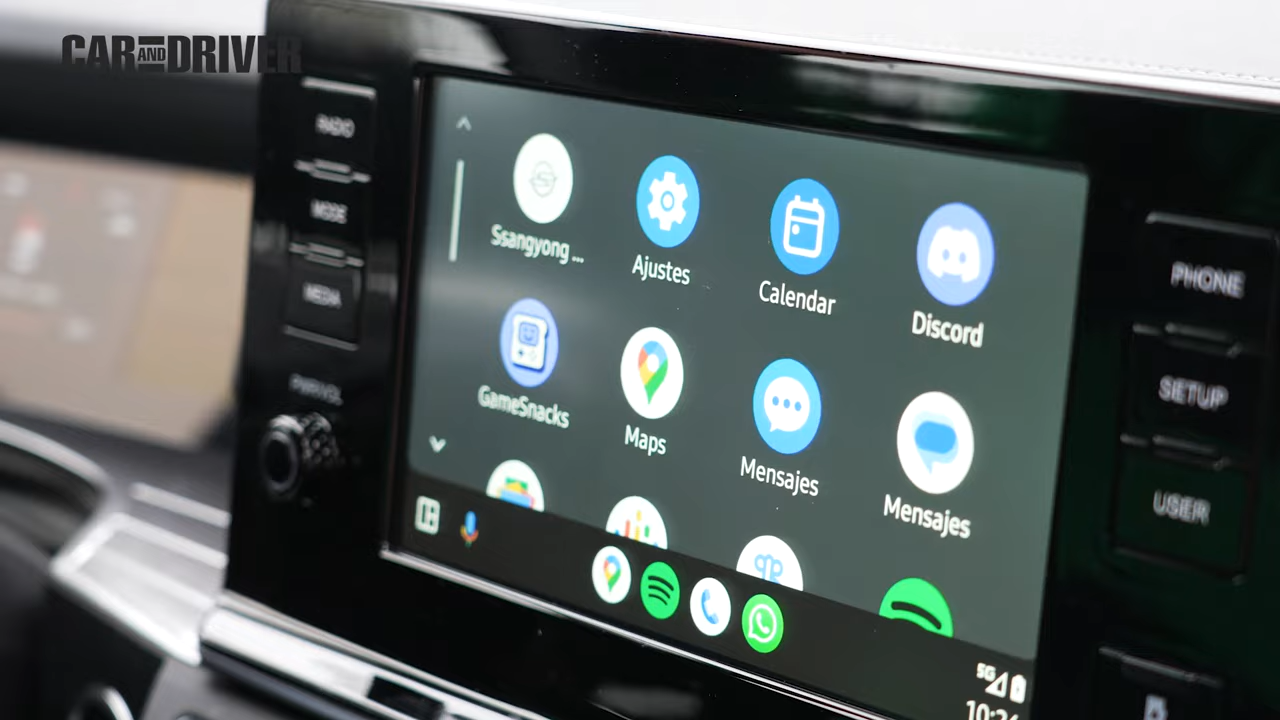 CAR AND DRIVER
RADIO
MODE
MEDIA
Ssangyong ...
Ajustes
Calendar
Discord
GameSnacks
Maps
Mensajes
Mensajes
PHONE
SETUP
USER
5G